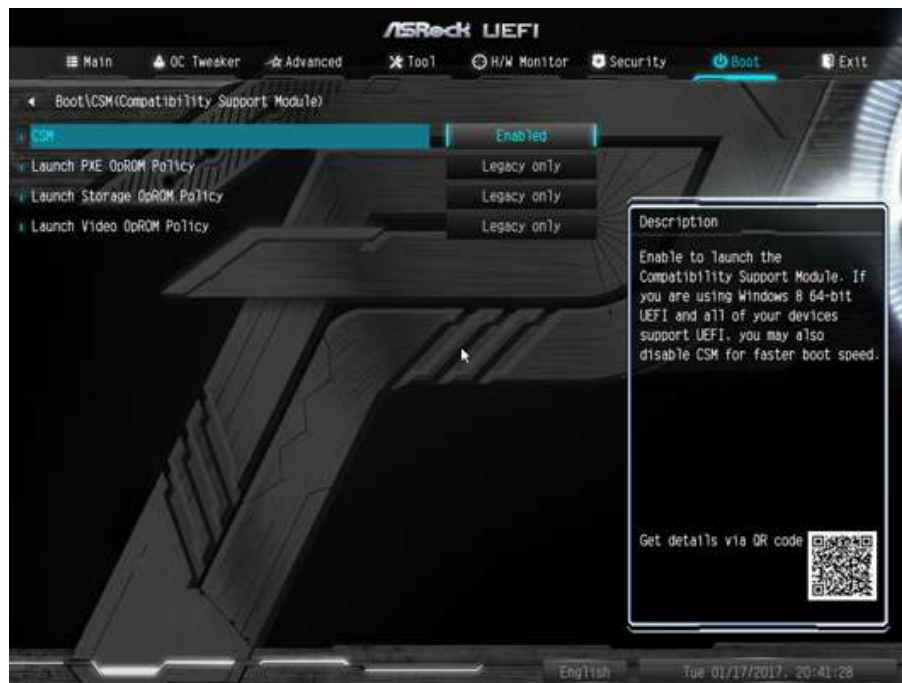 ASRock UEFI
Main OC Tweaker Advanced Tool H/W Monitor Security Boot Exit
Boot\CSM(Compatibility Support Module)
CSM Enabled
Launch PXE OpROM Policy Legacy only
Launch Storage OpROM Policy Legacy only
Launch Video OpROM Policy Legacy only
Description
Enable to launch the
Compatibility Support Module. If
you are using Windows 8 64-bit
UEFI and all of your devices
support UEFI, you may also
disable CSM for faster boot speed.
Get details via QR code
English Tue 01/17/2017, 20:41:28